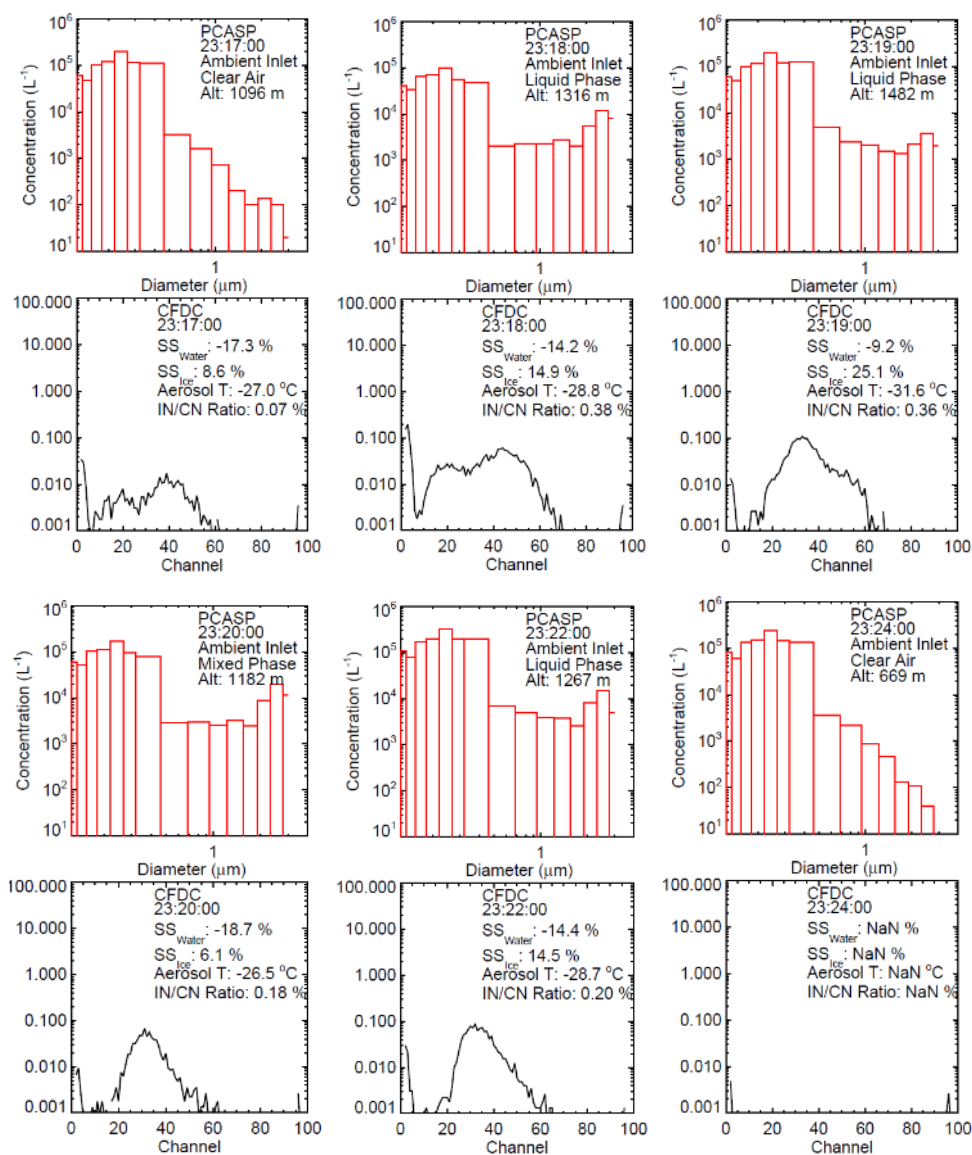 PCASP
23:17:00
Ambient Inlet
Clear Air
Alt: 1096 m
Concentration (L⁻¹)
10⁶
10⁵
10⁴
10³
10²
10¹
1
Diameter (μm)
PCASP
23:18:00
Ambient Inlet
Liquid Phase
Alt: 1316 m
Concentration (L⁻¹)
10⁶
10⁵
10⁴
10³
10²
10¹
1
Diameter (μm)
PCASP
23:19:00
Ambient Inlet
Liquid Phase
Alt: 1482 m
Concentration (L⁻¹)
10⁶
10⁵
10⁴
10³
10²
10¹
1
Diameter (μm)
CFDC
23:17:00
SS_Water: -17.3 %
SS_Ice: 8.6 %
Aerosol T: -27.0 °C
IN/CN Ratio: 0.07 %
100.000
10.000
1.000
0.100
0.010
0.001
0 20 40 60 80 100
Channel
CFDC
23:18:00
SS_Water: -14.2 %
SS_Ice: 14.9 %
Aerosol T: -28.8 °C
IN/CN Ratio: 0.38 %
100.000
10.000
1.000
0.100
0.010
0.001
0 20 40 60 80 100
Channel
CFDC
23:19:00
SS_Water: -9.2 %
SS_Ice: 25.1 %
Aerosol T: -31.6 °C
IN/CN Ratio: 0.36 %
100.000
10.000
1.000
0.100
0.010
0.001
0 20 40 60 80 100
Channel
PCASP
23:20:00
Ambient Inlet
Mixed Phase
Alt: 1182 m
Concentration (L⁻¹)
10⁶
10⁵
10⁴
10³
10²
10¹
1
Diameter (μm)
PCASP
23:22:00
Ambient Inlet
Liquid Phase
Alt: 1267 m
Concentration (L⁻¹)
10⁶
10⁵
10⁴
10³
10²
10¹
1
Diameter (μm)
PCASP
23:24:00
Ambient Inlet
Clear Air
Alt: 669 m
Concentration (L⁻¹)
10⁶
10⁵
10⁴
10³
10²
10¹
1
Diameter (μm)
CFDC
23:20:00
SS_Water: -18.7 %
SS_Ice: 6.1 %
Aerosol T: -26.5 °C
IN/CN Ratio: 0.18 %
100.000
10.000
1.000
0.100
0.010
0.001
0 20 40 60 80 100
Channel
CFDC
23:22:00
SS_Water: -14.4 %
SS_Ice: 14.5 %
Aerosol T: -28.7 °C
IN/CN Ratio: 0.20 %
100.000
10.000
1.000
0.100
0.010
0.001
0 20 40 60 80 100
Channel
CFDC
23:24:00
SS_Water: NaN %
SS_Ice: NaN %
Aerosol T: NaN °C
IN/CN Ratio: NaN %
100.000
10.000
1.000
0.100
0.010
0.001
0 20 40 60 80 100
Channel